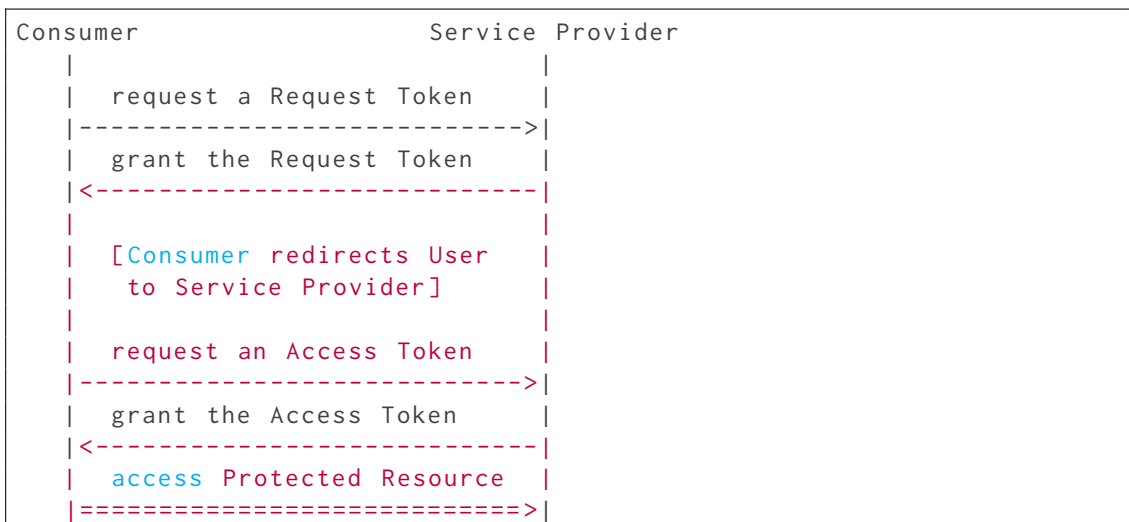 Consumer                  Service Provider
   |                             |
   |  request a Request Token    |
   |---------------------------->|
   |  grant the Request Token    |
   |<----------------------------|
   |                             |
   |  [Consumer redirects User   |
   |   to Service Provider]      |
   |                             |
   |  request an Access Token    |
   |---------------------------->|
   |  grant the Access Token     |
   |<----------------------------|
   |  access Protected Resource  |
   |============================>|